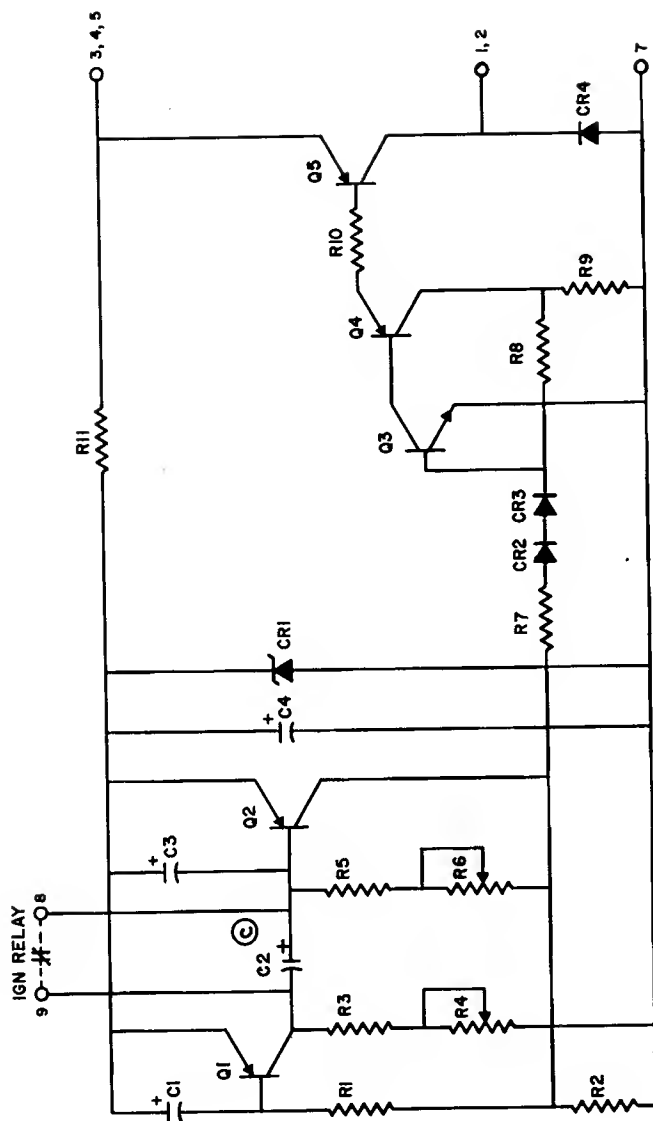 IGN RELAY
9
8
3, 4, 5
R11
C1
+
C3
+
Q1
Q2
C
C2
+
C4
+
CR1
Q5
R10
Q4
1, 2
Q3
CR4
R1
R3
R5
R4
R6
R7
CR2
CR3
R8
R9
R2
7